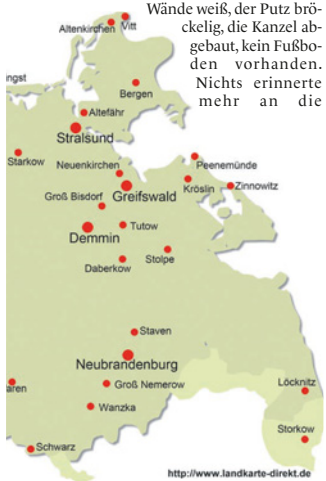 Wände weiß, der Putz brö-
ckelig, die Kanzel ab-
gebaut, kein Fußbo-
den vorhanden.
Nichts erinnerte
mehr an die
Altenkirchen
Vitt
ingst
Bergen
Altefähr
Stralsund
Starkow
Neuenkirchen
Peenemünde
Kröslin
Zinnowitz
Greifswald
Groß Bisdorf
Demmin
Tutow
Daberkow
Stolpe
Staven
Neubrandenburg
aren
Groß Nemerow
Löcknitz
Wanzka
Storkow
Schwarz
http://www.landkarte-direkt.de